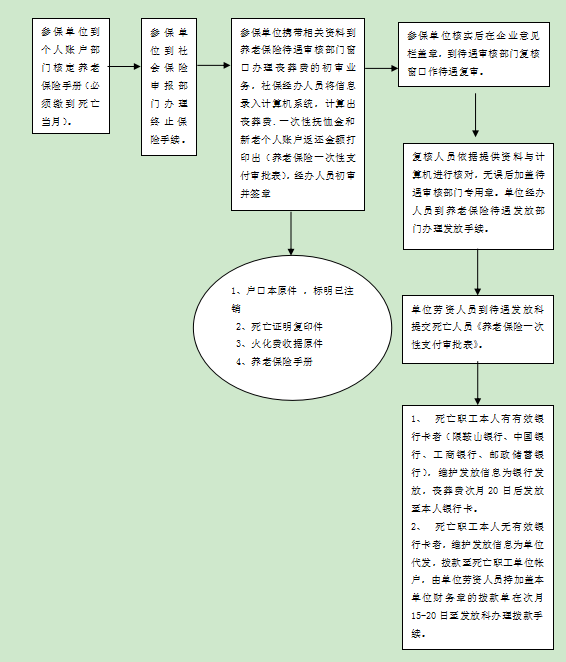 参保单位到
个人账户部
门核定养老
保险手册（必
须缴到死亡
当月）。
参保单
位到社
会保险
申报部
门办理
终止保
险手续。
参保单位携带相关资料到
养老保险待遇审核部门窗
口办理丧葬费的初审业
务，社保经办人员将信息
录入计算机系统，计算出
丧葬费.一次性抚恤金和
新老个人账户返还金额打
印出（养老保险一次性支
付审批表），经办人员初审
并签章
参保单位核实后在企业意见
栏盖章，到待遇审核部门复核
窗口作待遇复审。
复核人员依据提供资料与计
算机进行核对，无误后加盖待
遇审核部门专用章。单位经办
人员到养老保险待遇发放部
门办理发放手续。
1、户口本原件 ，标明已注
销
2、死亡证明复印件
3、火化费收据原件
4、养老保险手册
单位劳资人员到待遇发放科
提交死亡人员《养老保险一次
性支付审批表》。
1、 死亡职工本人有有效银
行卡者（限鞍山银行、中国银
行、工商银行、邮政储蓄银
行），维护发放信息为银行发
放，丧葬费次月20日后发放
至本人银行卡。
2、 死亡职工本人无有效银
行卡者，维护发放信息为单位
代发，拨款至死亡职工单位帐
户，由单位劳资人员持加盖本
单位财务章的拨款单在次月
15-20日至发放科办理拨款手
续。